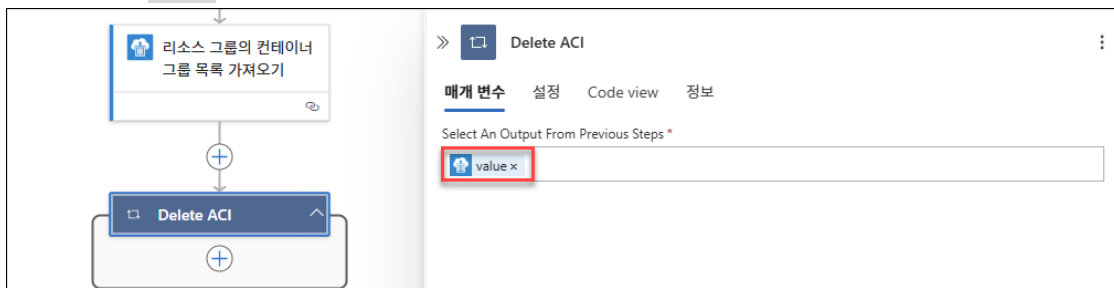 리소스 그룹의 컨테이너
그룹 목록 가져오기
Delete ACI
Delete ACI
매개 변수 설정 Code view 정보
Select An Output From Previous Steps *
value ×